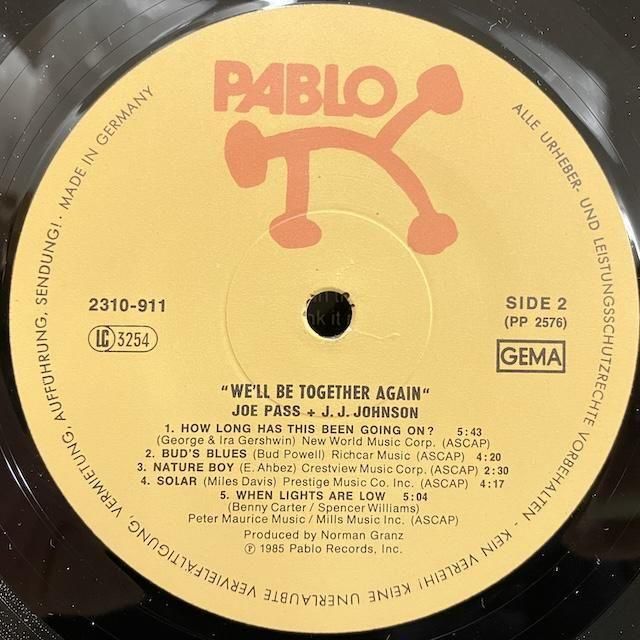 PABLO
MADE IN GERMANY
ALLE URHEBER- UND LEISTUNGSSCHUTZRECHTE VORBEHALTEN - KEIN VERLEIH! KEINE UNERLAUBTE VERVIELFÄLTIGUNG, VERMIETUNG, AUFFÜHRUNG, SENDUNG! ·
2310-911
LC 3254
SIDE 2
(PP 2576)
GEMA
"WE'LL BE TOGETHER AGAIN"
JOE PASS + J. J. JOHNSON
1. HOW LONG HAS THIS BEEN GOING ON? 5:43
(George & Ira Gershwin) New World Music Corp. (ASCAP)
2. BUD'S BLUES (Bud Powell) Richcar Music (ASCAP) 4:20
3. NATURE BOY (E. Ahbez) Crestview Music Corp. (ASCAP) 2:30
4. SOLAR (Miles Davis) Prestige Music Co. Inc. (ASCAP) 4:17
5. WHEN LIGHTS ARE LOW 5:04
(Benny Carter / Spencer Williams)
Peter Maurice Music / Mills Music Inc. (ASCAP)
Produced by Norman Granz
℗ 1985 Pablo Records, Inc.